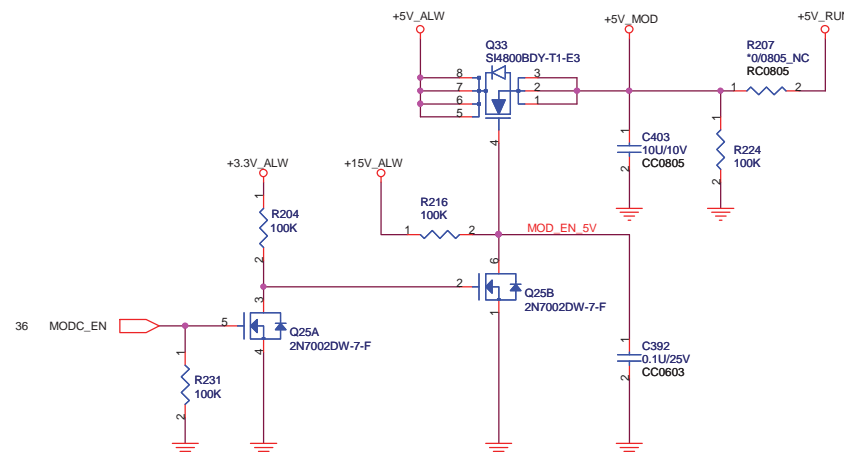 +5V_ALW
+5V_MOD
+5V_RUN
Q33
SI4800BDY-T1-E3
R207
*0/0805_NC
RC0805
8
7
6
5
3
2
1
4
1
2
1
C403
10U/10V
CC0805
2
1
R224
100K
2
+3.3V_ALW
+15V_ALW
1
R204
100K
2
R216
100K
1
2
MOD_EN_5V
6
2
Q25B
2N7002DW-7-F
1
3
36
MODC_EN
5
Q25A
2N7002DW-7-F
4
1
R231
100K
2
1
C392
0.1U/25V
CC0603
2